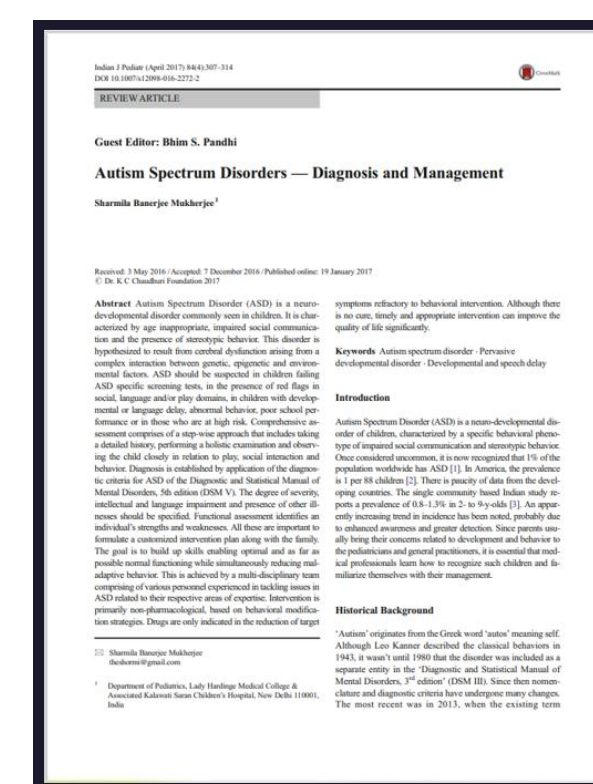 Indian J Pediatr (April 2017) 84(4):307–314
DOI 10.1007/s12098-016-2272-2
CrossMark
REVIEW ARTICLE
Guest Editor: Bhim S. Pandhi
Autism Spectrum Disorders — Diagnosis and Management
Sharmila Banerjee Mukherjee1
Received: 3 May 2016 / Accepted: 7 December 2016 / Published online: 19 January 2017
© Dr. K C Chaudhuri Foundation 2017
Abstract Autism Spectrum Disorder (ASD) is a neuro-
developmental disorder commonly seen in children. It is char-
acterized by age inappropriate, impaired social communica-
tion and the presence of stereotypic behavior. This disorder is
hypothesized to result from cerebral dysfunction arising from a
complex interaction between genetic, epigenetic and environ-
mental factors. ASD should be suspected in children failing
ASD specific screening tests, in the presence of red flags in
social, language and/or play domains, in children with develop-
mental or language delay, abnormal behavior, poor school per-
formance or in those who are at high risk. Comprehensive as-
sessment comprises of a step-wise approach that includes taking
a detailed history, performing a holistic examination and observ-
ing the child closely in relation to play, social interaction and
behavior. Diagnosis is established by application of the diagnos-
tic criteria for ASD of the Diagnostic and Statistical Manual of
Mental Disorders, 5th edition (DSM V). The degree of severity,
intellectual and language impairment and presence of other ill-
nesses should be specified. Functional assessment identifies an
individual's strengths and weaknesses. All these are important to
formulate a customized intervention plan along with the family.
The goal is to build up skills enabling optimal and as far as
possible normal functioning while simultaneously reducing mal-
adaptive behavior. This is achieved by a multi-disciplinary team
comprising of various personnel experienced in tackling issues in
ASD related to their respective areas of expertise. Intervention is
primarily non-pharmacological, based on behavioral modifica-
tion strategies. Drugs are only indicated in the reduction of target
✉ Sharmila Banerjee Mukherjee
theshormi@gmail.com
1 Department of Pediatrics, Lady Hardinge Medical College &
Associated Kalawati Saran Children's Hospital, New Delhi 110001,
India
symptoms refractory to behavioral intervention. Although there
is no cure, timely and appropriate intervention can improve the
quality of life significantly.
Keywords Autism spectrum disorder · Pervasive
developmental disorder · Developmental and speech delay
Introduction
Autism Spectrum Disorder (ASD) is a neuro-developmental dis-
order of children, characterized by a specific behavioral pheno-
type of impaired social communication and stereotypic behavior.
Once considered uncommon, it is now recognized that 1% of the
population worldwide has ASD [1]. In America, the prevalence
is 1 per 88 children [2]. There is paucity of data from the devel-
oping countries. The single community based Indian study re-
ports a prevalence of 0.8–1.3% in 2- to 9-y-olds [3]. An appar-
ently increasing trend in incidence has been noted, probably due
to enhanced awareness and greater detection. Since parents usu-
ally bring their concerns related to development and behavior to
the pediatricians and general practitioners, it is essential that med-
ical professionals learn how to recognize such children and fa-
miliarize themselves with their management.
Historical Background
'Autism' originates from the Greek word 'autos' meaning self.
Although Leo Kanner described the classical behaviors in
1943, it wasn't until 1980 that the disorder was included as a
separate entity in the 'Diagnostic and Statistical Manual of
Mental Disorders, 3rd edition' (DSM III). Since then nomen-
clature and diagnostic criteria have undergone many changes.
The most recent was in 2013, when the existing term